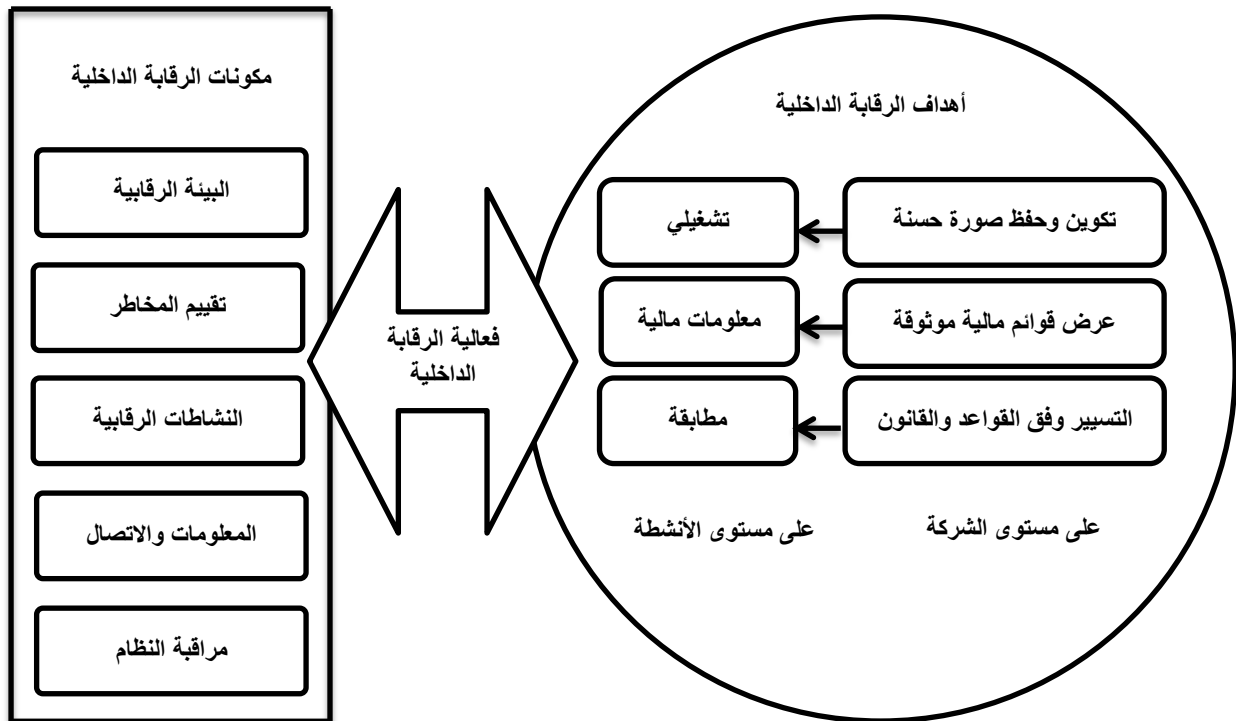 أهداف الرقابة الداخلية
تكوين وحفظ صورة حسنة
تشغيلي
عرض قوائم مالية موثوقة
معلومات مالية
التسيير وفق القواعد والقانون
مطابقة
على مستوى الشركة
على مستوى الأنشطة
فعالية الرقابة
الداخلية
مكونات الرقابة الداخلية
البيئة الرقابية
تقييم المخاطر
النشاطات الرقابية
المعلومات والاتصال
مراقبة النظام